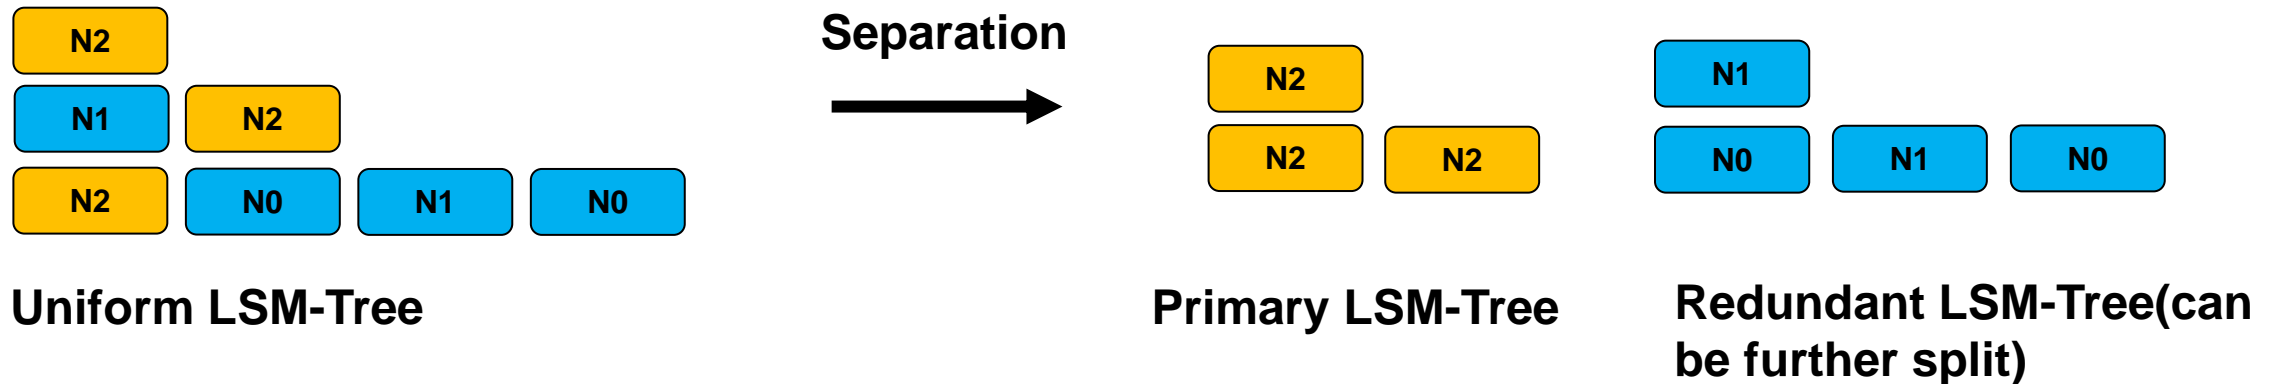 N2
N1 N2
N2 N0 N1 N0
Uniform LSM-Tree
Separation
N2
N2 N2
Primary LSM-Tree
N1
N0 N1 N0
Redundant LSM-Tree(can
be further split)